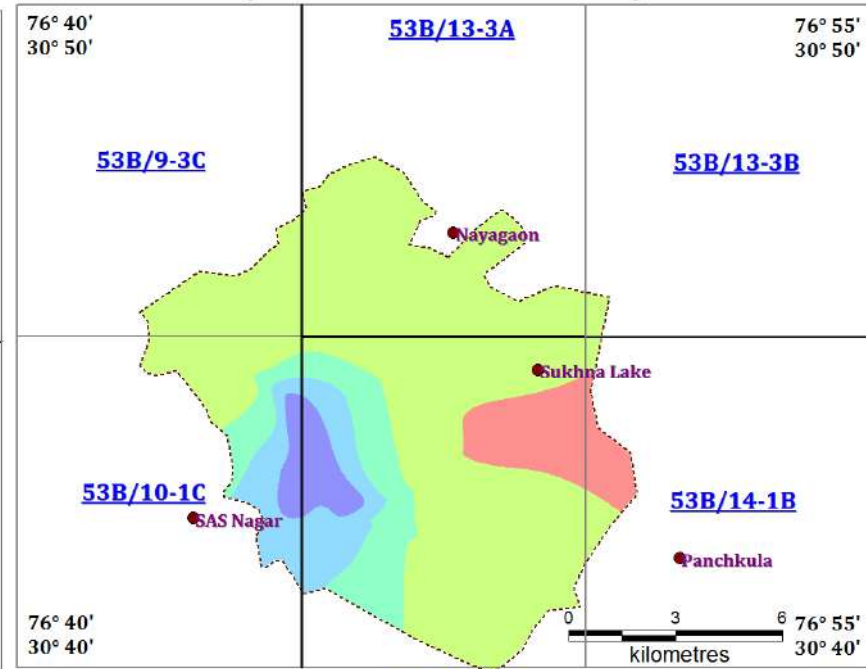 76° 40'
30° 50'
53B/13-3A
76° 55'
30° 50'
53B/9-3C
53B/13-3B
Nayagaon
Sukhna Lake
53B/10-1C
53B/14-1B
SAS Nagar
Panchkula
76° 40'
30° 40'
0 3 6
kilometres
76° 55'
30° 40'